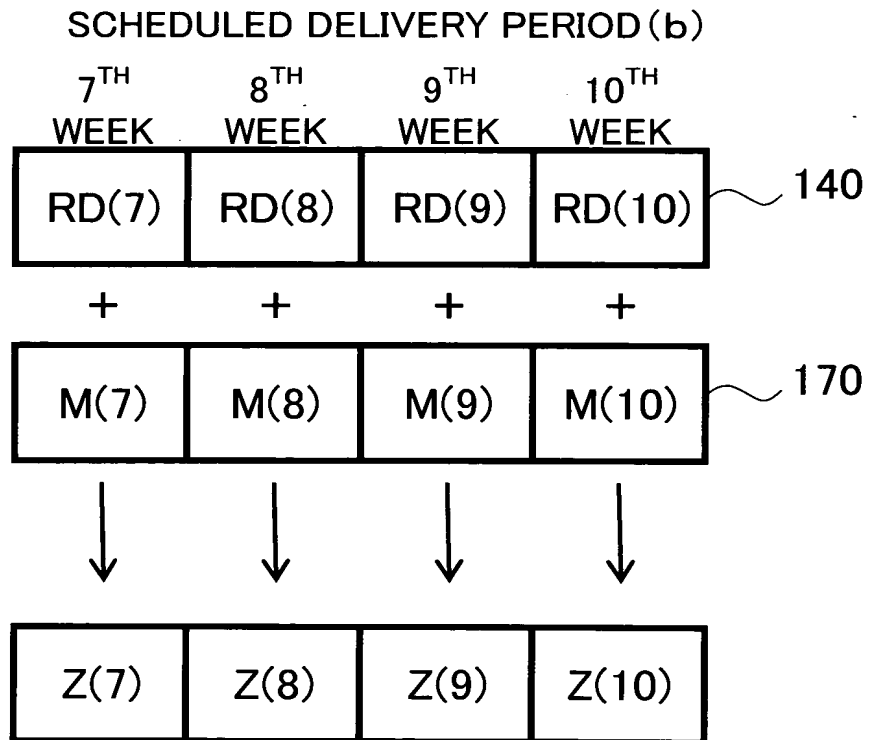 SCHEDULED DELIVERY PERIOD(b)
7TH WEEK 8TH WEEK 9TH WEEK 10TH WEEK
RD(7) RD(8) RD(9) RD(10) 140
+ + + +
M(7) M(8) M(9) M(10) 170
Z(7) Z(8) Z(9) Z(10)